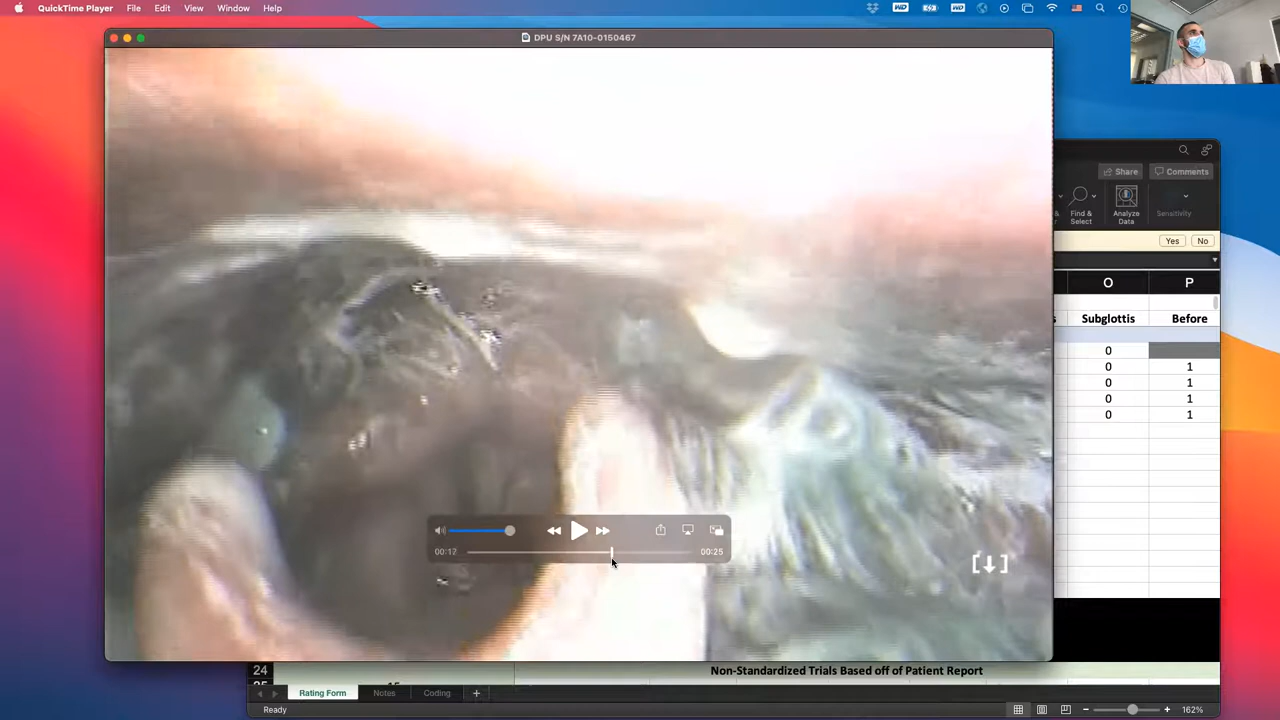 QuickTime Player File Edit View Window Help
DPU S/N 7A10-0150467
Share Comments
Find & Select
Analyze Data
Sensitivity
Yes No
O P
Subglottis Before
0
0 1
0 1
0 1
0 1
00:12 00:25
24 Non-Standardized Trials Based off of Patient Report
Rating Form Notes Coding +
Ready 162%